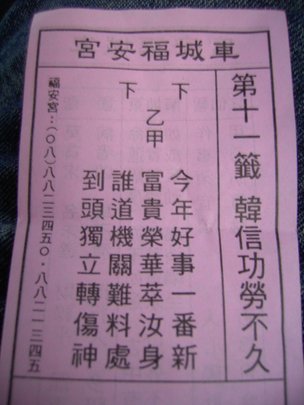 車城福安宮
第十一籤 韓信功勞不久
下 今年好事一番新
甲乙 富貴榮華萃汝身
下 誰道機關難料處
到頭獨立轉傷神
福安宮：(〇八)八八二三四五〇・八八二一三四五